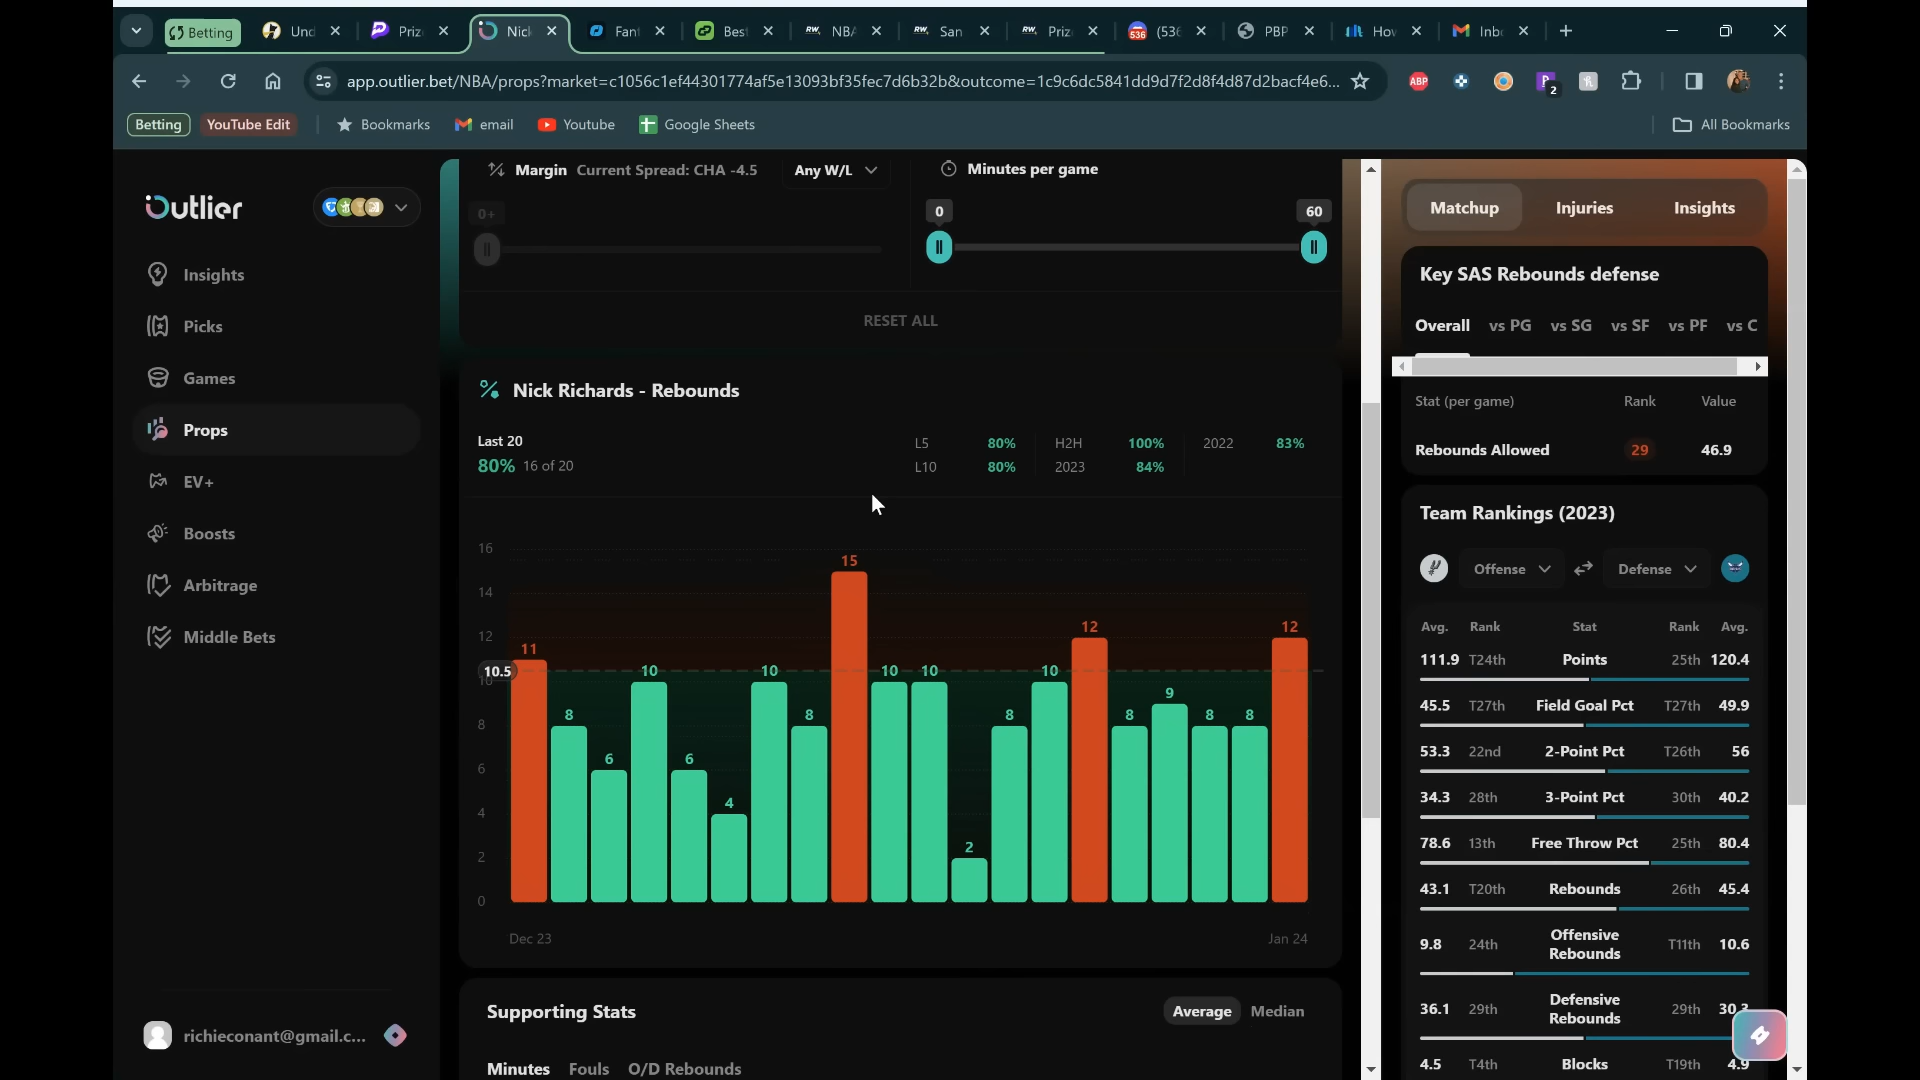 Betting
Und
Priz
Nick
Fant
Best
NBA
San
Priz
(536
PBP
How
Inbo
app.outlier.bet/NBA/props?market=c1056c1ef44301774af5e13093bf35fec7d6b32b&outcome=1c9c6dc5841dd9d7f2d8f4d87d2bacf4e6...
ABP
2
Betting
YouTube Edit
Bookmarks
email
Youtube
Google Sheets
All Bookmarks
Outlier
Insights
Picks
Games
Props
EV+
Boosts
Arbitrage
Middle Bets
richieconant@gmail.c...
Margin Current Spread: CHA -4.5 Any W/L
0+
Minutes per game
0 60
RESET ALL
Nick Richards - Rebounds
Last 20
80% 16 of 20
L5 80% H2H 100% 2022 83%
L10 80% 2023 84%
16
14
12
10.5
10
8
6
4
2
0
11 8 6 10 6 4 10 8 15 10 10 2 8 10 12 8 9 8 8 12
Dec 23 Jan 24
Supporting Stats
Average Median
Minutes Fouls O/D Rebounds
Matchup Injuries Insights
Key SAS Rebounds defense
Overall vs PG vs SG vs SF vs PF vs C
Stat (per game) Rank Value
Rebounds Allowed 29 46.9
Team Rankings (2023)
Offense Defense
Avg. Rank Stat Rank Avg.
111.9 T24th Points 25th 120.4
45.5 T27th Field Goal Pct T27th 49.9
53.3 22nd 2-Point Pct T26th 56
34.3 28th 3-Point Pct 30th 40.2
78.6 13th Free Throw Pct 25th 80.4
43.1 T20th Rebounds 26th 45.4
9.8 24th Offensive Rebounds T11th 10.6
36.1 29th Defensive Rebounds 29th 30.3
4.5 T4th Blocks T19th 4.9